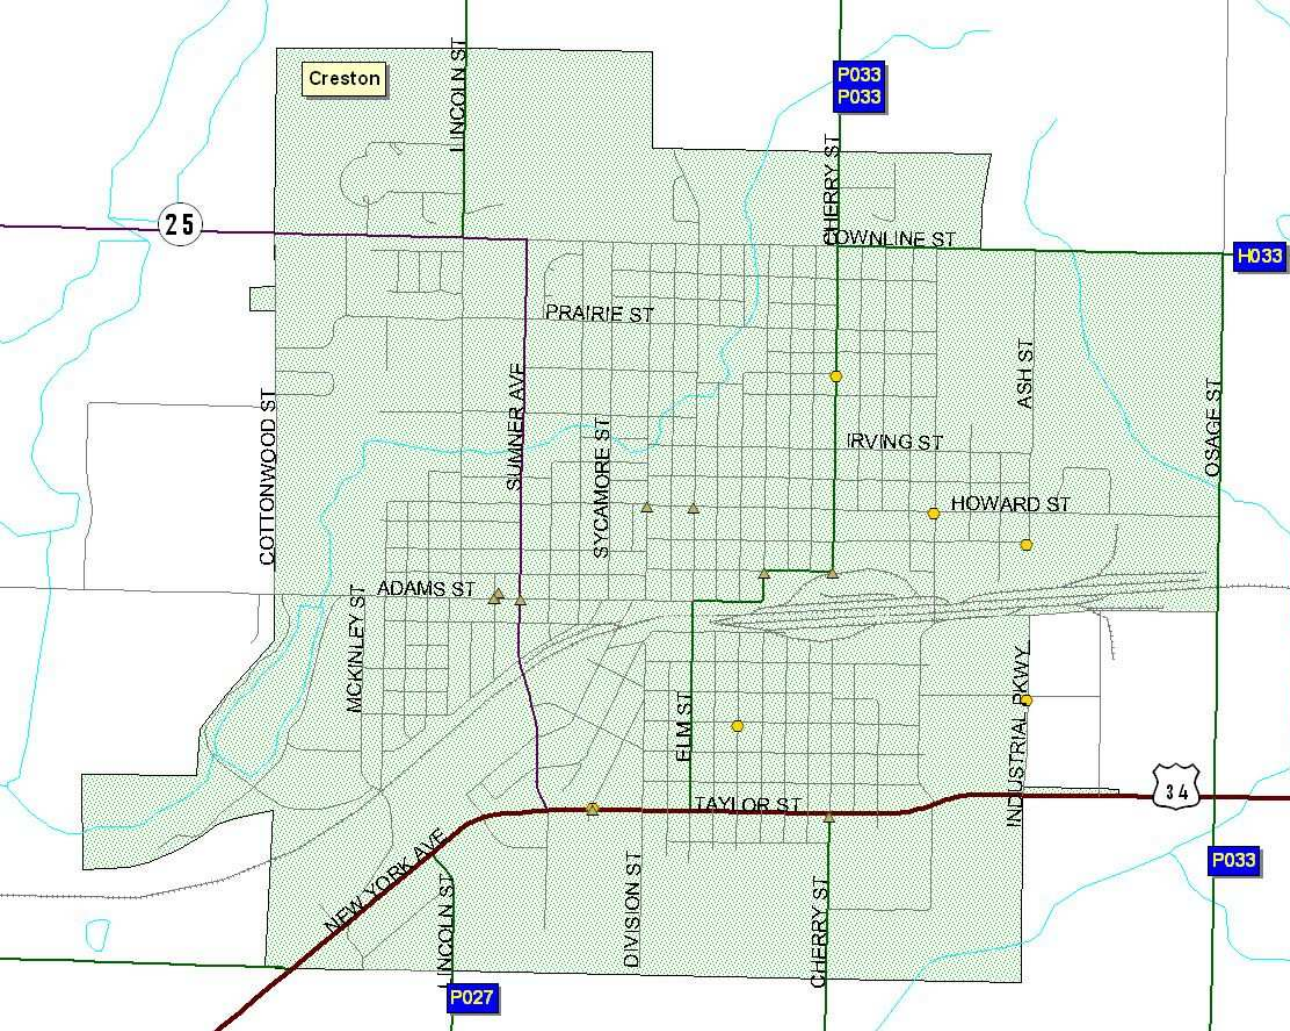 LINCOLN ST
Creston
P033
P033
CHERRY ST
25
TOWNLINE ST
H033
PRAIRIE ST
ASH ST
SUMNER AVE
OSAGE ST
COTTONWOOD ST
SYCAMORE ST
IRVING ST
HOWARD ST
ADAMS ST
MCKINLEY ST
ELM ST
INDUSTRIAL PKWY
34
TAYLOR ST
NEW YORK AVE
P033
LINCOLN ST
DIVISION ST
CHERRY ST
P027